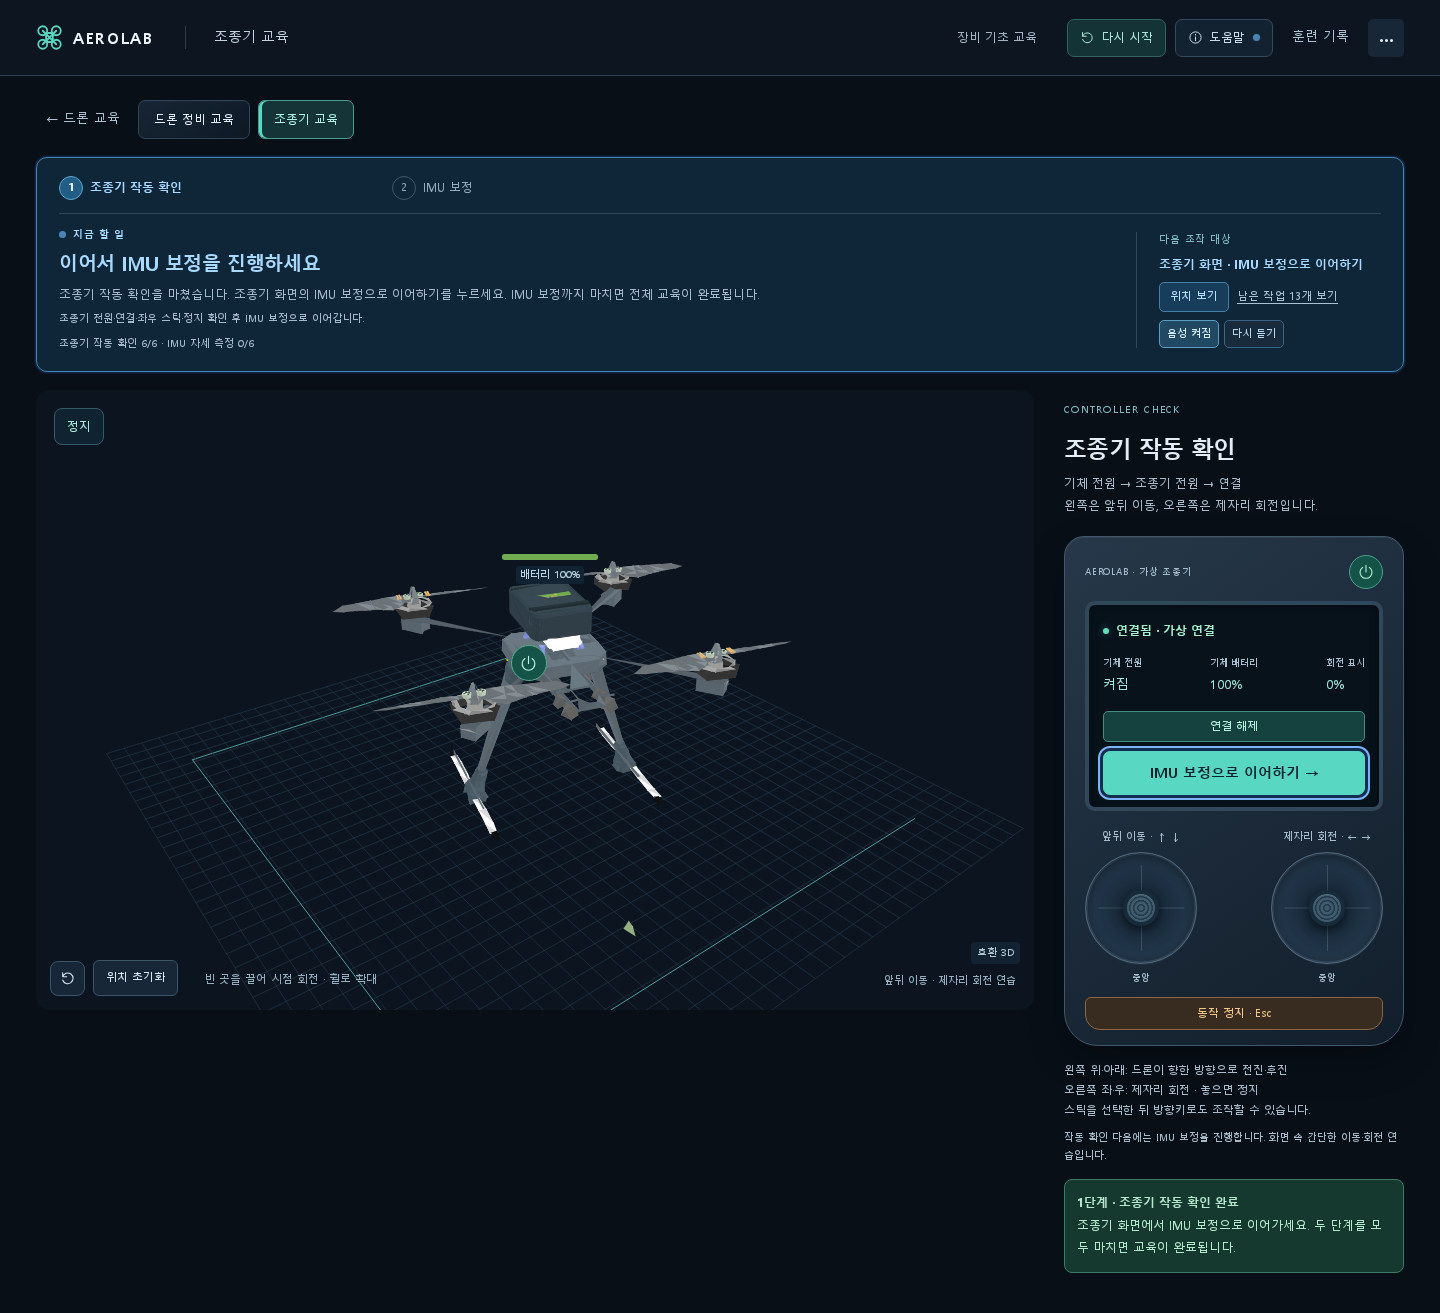 AEROLAB
조종기 교육
장비 기초 교육
다시 시작
도움말
훈련 기록
...
← 드론 교육
드론 정비 교육
조종기 교육
1 조종기 작동 확인
2 IMU 보정
지금 할 일
이어서 IMU 보정을 진행하세요
조종기 작동 확인을 마쳤습니다. 조종기 화면의 IMU 보정으로 이어하기를 누르세요. IMU 보정까지 마치면 전체 교육이 완료됩니다.
조종기 전원·연결·좌우 스틱·정지 확인 후 IMU 보정으로 이어갑니다.
조종기 작동 확인 6/6 · IMU 자세 측정 0/6
다음 조작 대상
조종기 화면 · IMU 보정으로 이어하기
위치 보기
남은 작업 13개 보기
음성 켜짐
다시 듣기
정지
배터리 100%
위치 초기화
빈 곳을 끌어 시점 회전 · 휠로 확대
호환 3D
앞뒤 이동 · 제자리 회전 연습
CONTROLLER CHECK
조종기 작동 확인
기체 전원 → 조종기 전원 → 연결
왼쪽은 앞뒤 이동, 오른쪽은 제자리 회전입니다.
AEROLAB · 가상 조종기
연결됨 · 가상 연결
기체 전원
켜짐
기체 배터리
100%
회전 표시
0%
연결 해제
IMU 보정으로 이어하기 →
앞뒤 이동 · ↑ ↓
제자리 회전 · ← →
중앙
중앙
동작 정지 · Esc
왼쪽 위·아래: 드론이 향한 방향으로 전진·후진
오른쪽 좌·우: 제자리 회전 · 놓으면 정지
스틱을 선택한 뒤 방향키로도 조작할 수 있습니다.
작동 확인 다음에는 IMU 보정을 진행합니다. 화면 속 간단한 이동·회전 연
습입니다.
1단계 · 조종기 작동 확인 완료
조종기 화면에서 IMU 보정으로 이어가세요. 두 단계를 모
두 마치면 교육이 완료됩니다.